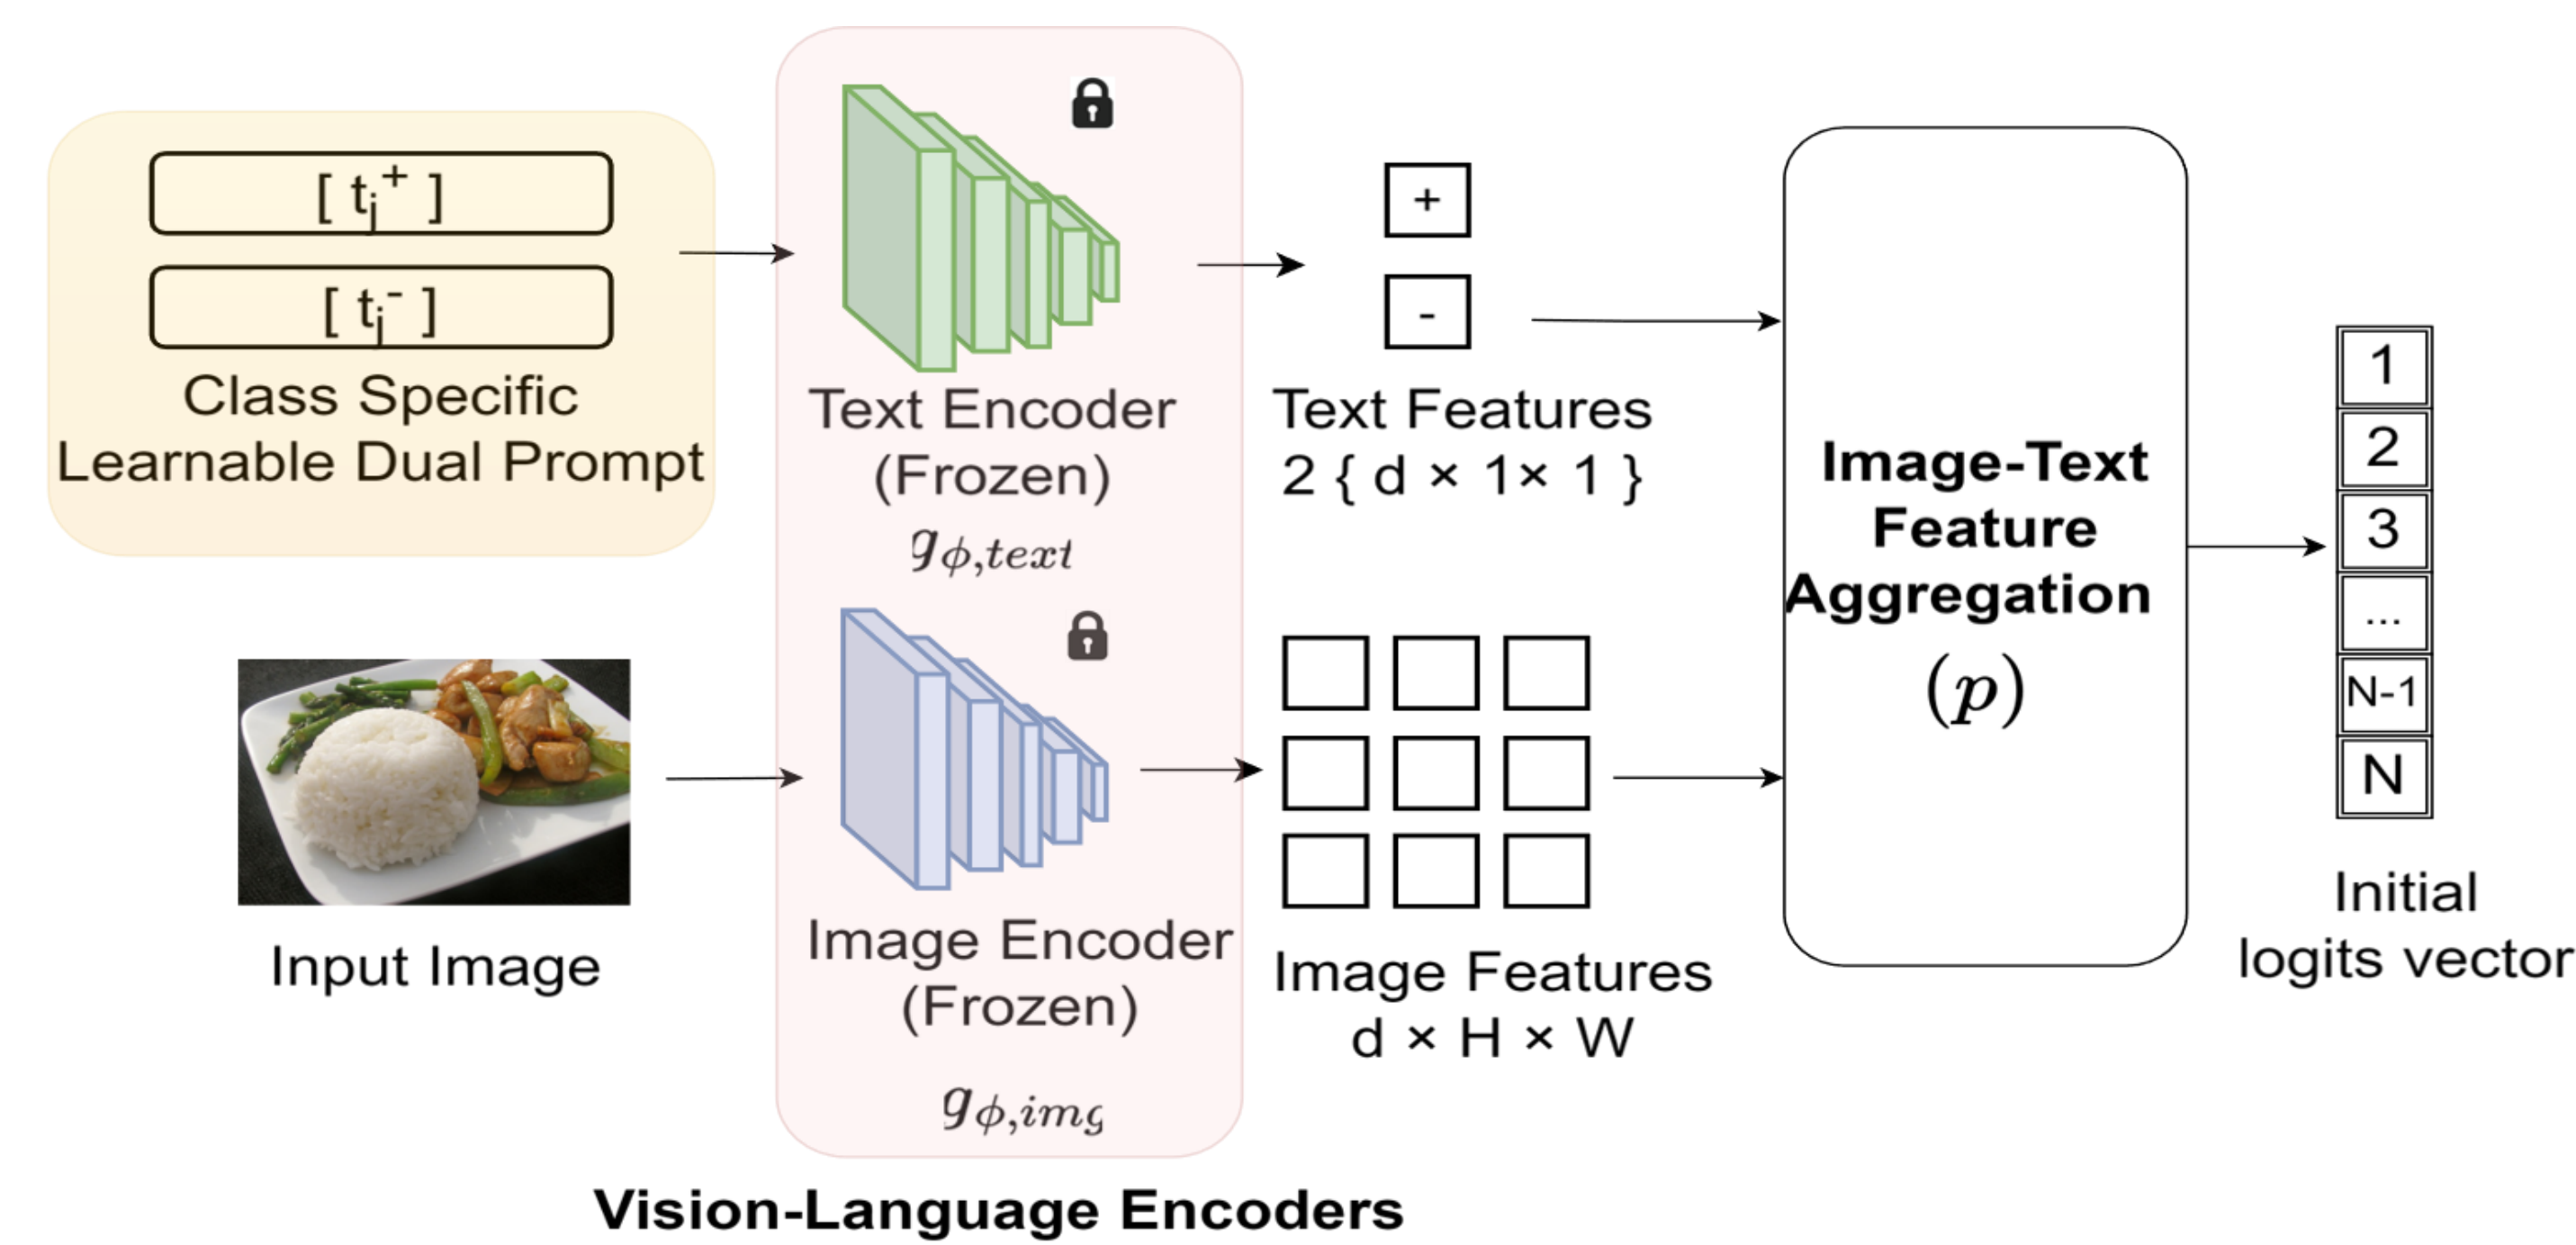 [ tj+ ]
[ tj- ]
Class Specific
Learnable Dual Prompt
Text Encoder
(Frozen)
gϕ,text
+
-
Text Features
2 { d × 1× 1 }
Input Image
Image Encoder
(Frozen)
gϕ,img
Image Features
d × H × W
Vision-Language Encoders
Image-Text
Feature
Aggregation
(p)
1
2
3
...
N-1
N
Initial
logits vector